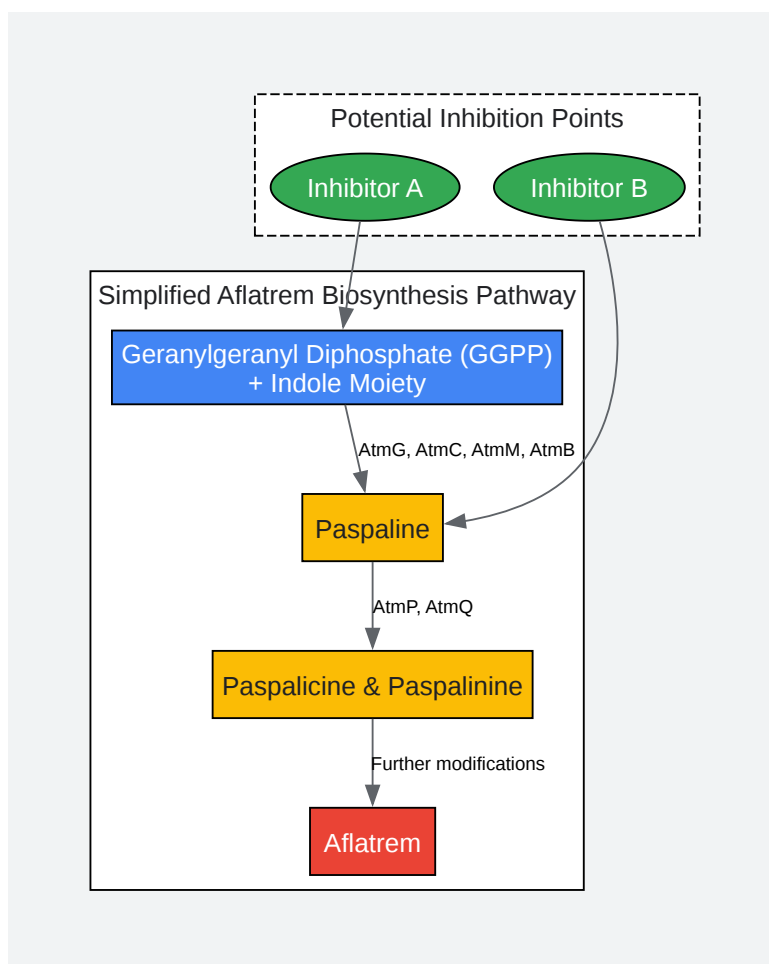 Potential Inhibition Points
Inhibitor A
Inhibitor B
Simplified Aflatrem Biosynthesis Pathway
Geranylgeranyl Diphosphate (GGPP)
+ Indole Moiety
AtmG, AtmC, AtmM, AtmB
Paspaline
AtmP, AtmQ
Paspalicine & Paspalinine
Further modifications
Aflatrem